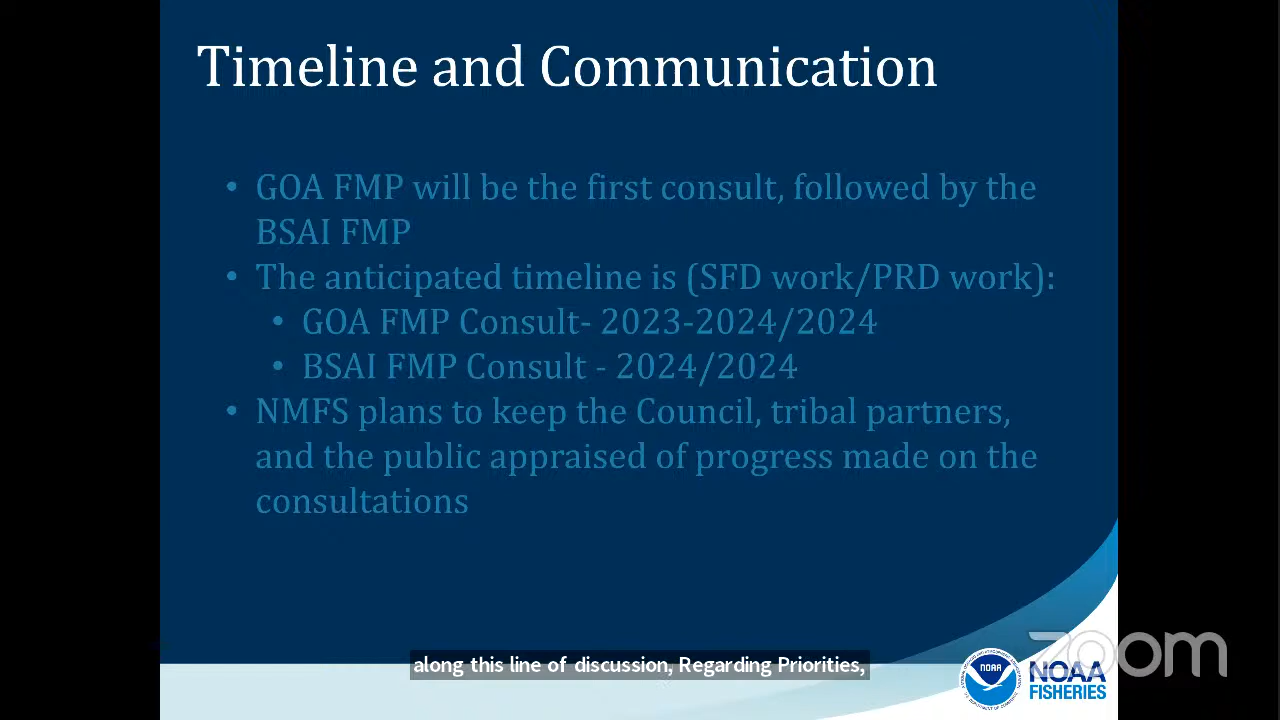 Timeline and Communication
• GOA FMP will be the first consult, followed by the
BSAI FMP
• The anticipated timeline is (SFD work/PRD work):
• GOA FMP Consult- 2023-2024/2024
• BSAI FMP Consult - 2024/2024
• NMFS plans to keep the Council, tribal partners,
and the public appraised of progress made on the
consultations
along this line of discussion, Regarding Priorities,
zoom
NOAA
NOAA
FISHERIES